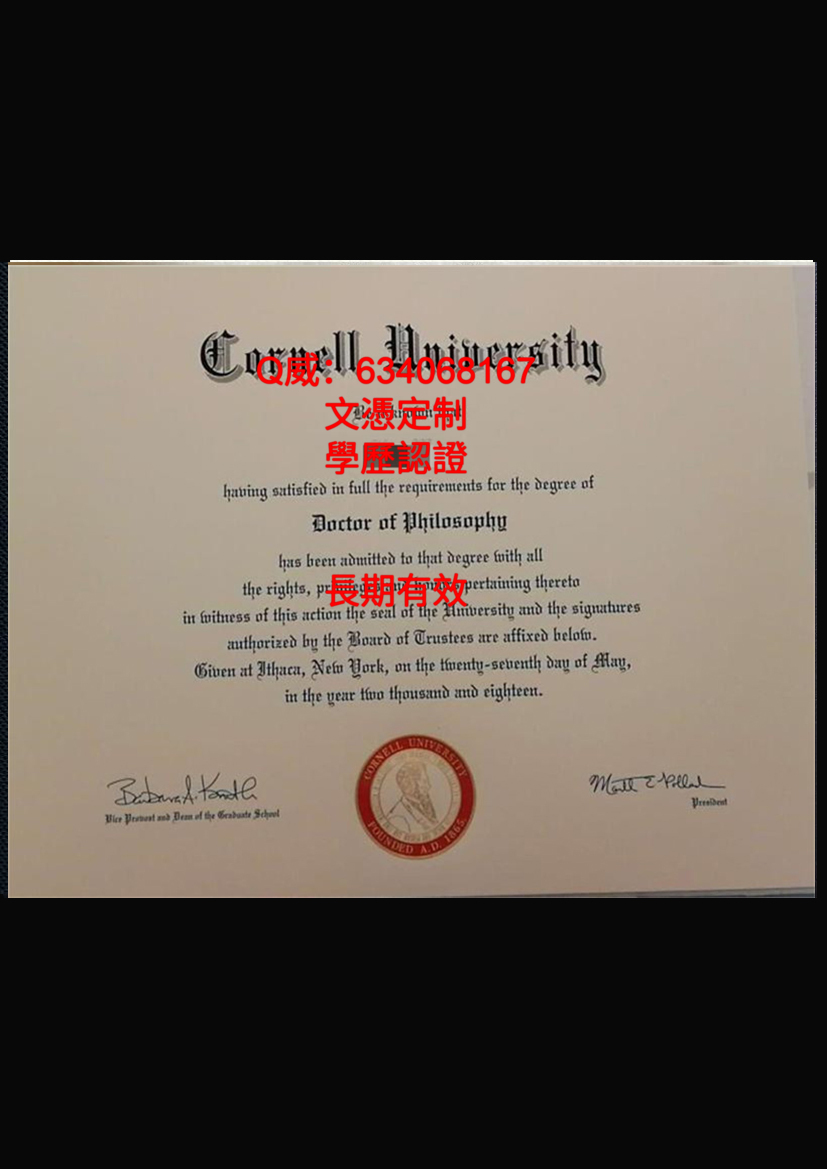 Cornell University
Q威：634068167
文憑定制
學歷認證
having satisfied in full the requirements for the degree of
Doctor of Philosophy
has been admitted to that degree with all
the rights, pertaining thereto
長期有效
in witness of this action the seal of the University and the signatures
authorized by the Board of Trustees are affixed below.
Given at Ithaca, New York, on the twenty-seventh day of May,
in the year two thousand and eighteen.
CORNELL UNIVERSITY
FOUNDED A.D. 1865
Vice Provost and Dean of the Graduate School
President